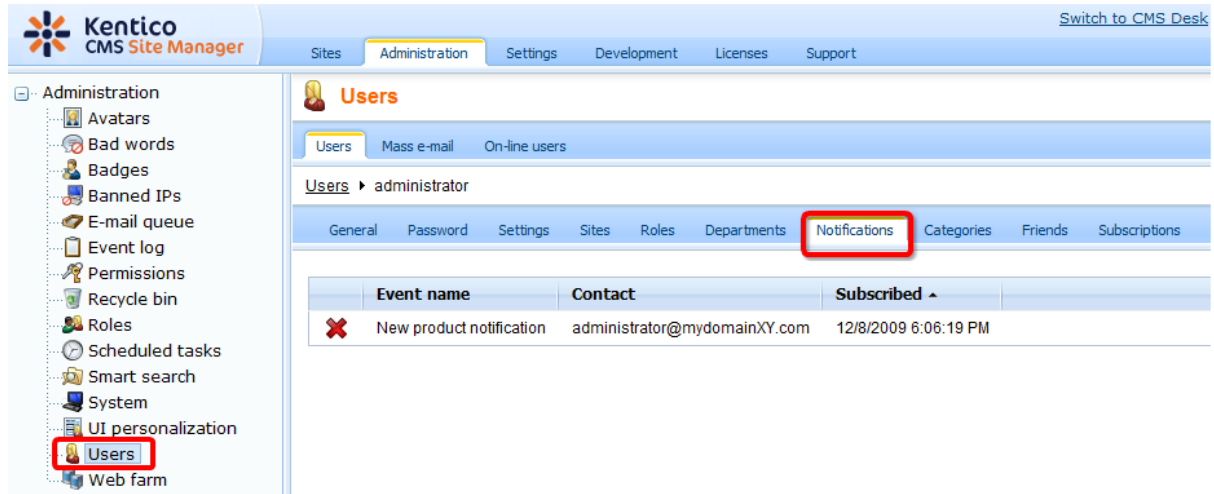 Kentico
CMS Site Manager
Switch to CMS Desk
Sites Administration Settings Development Licenses Support
Administration
Avatars
Bad words
Badges
Banned IPs
E-mail queue
Event log
Permissions
Recycle bin
Roles
Scheduled tasks
Smart search
System
UI personalization
Users
Web farm
Users
Users Mass e-mail On-line users
Users administrator
General Password Settings Sites Roles Departments Notifications Categories Friends Subscriptions
Event name Contact Subscribed
New product notification administrator@mydomainXY.com 12/8/2009 6:06:19 PM